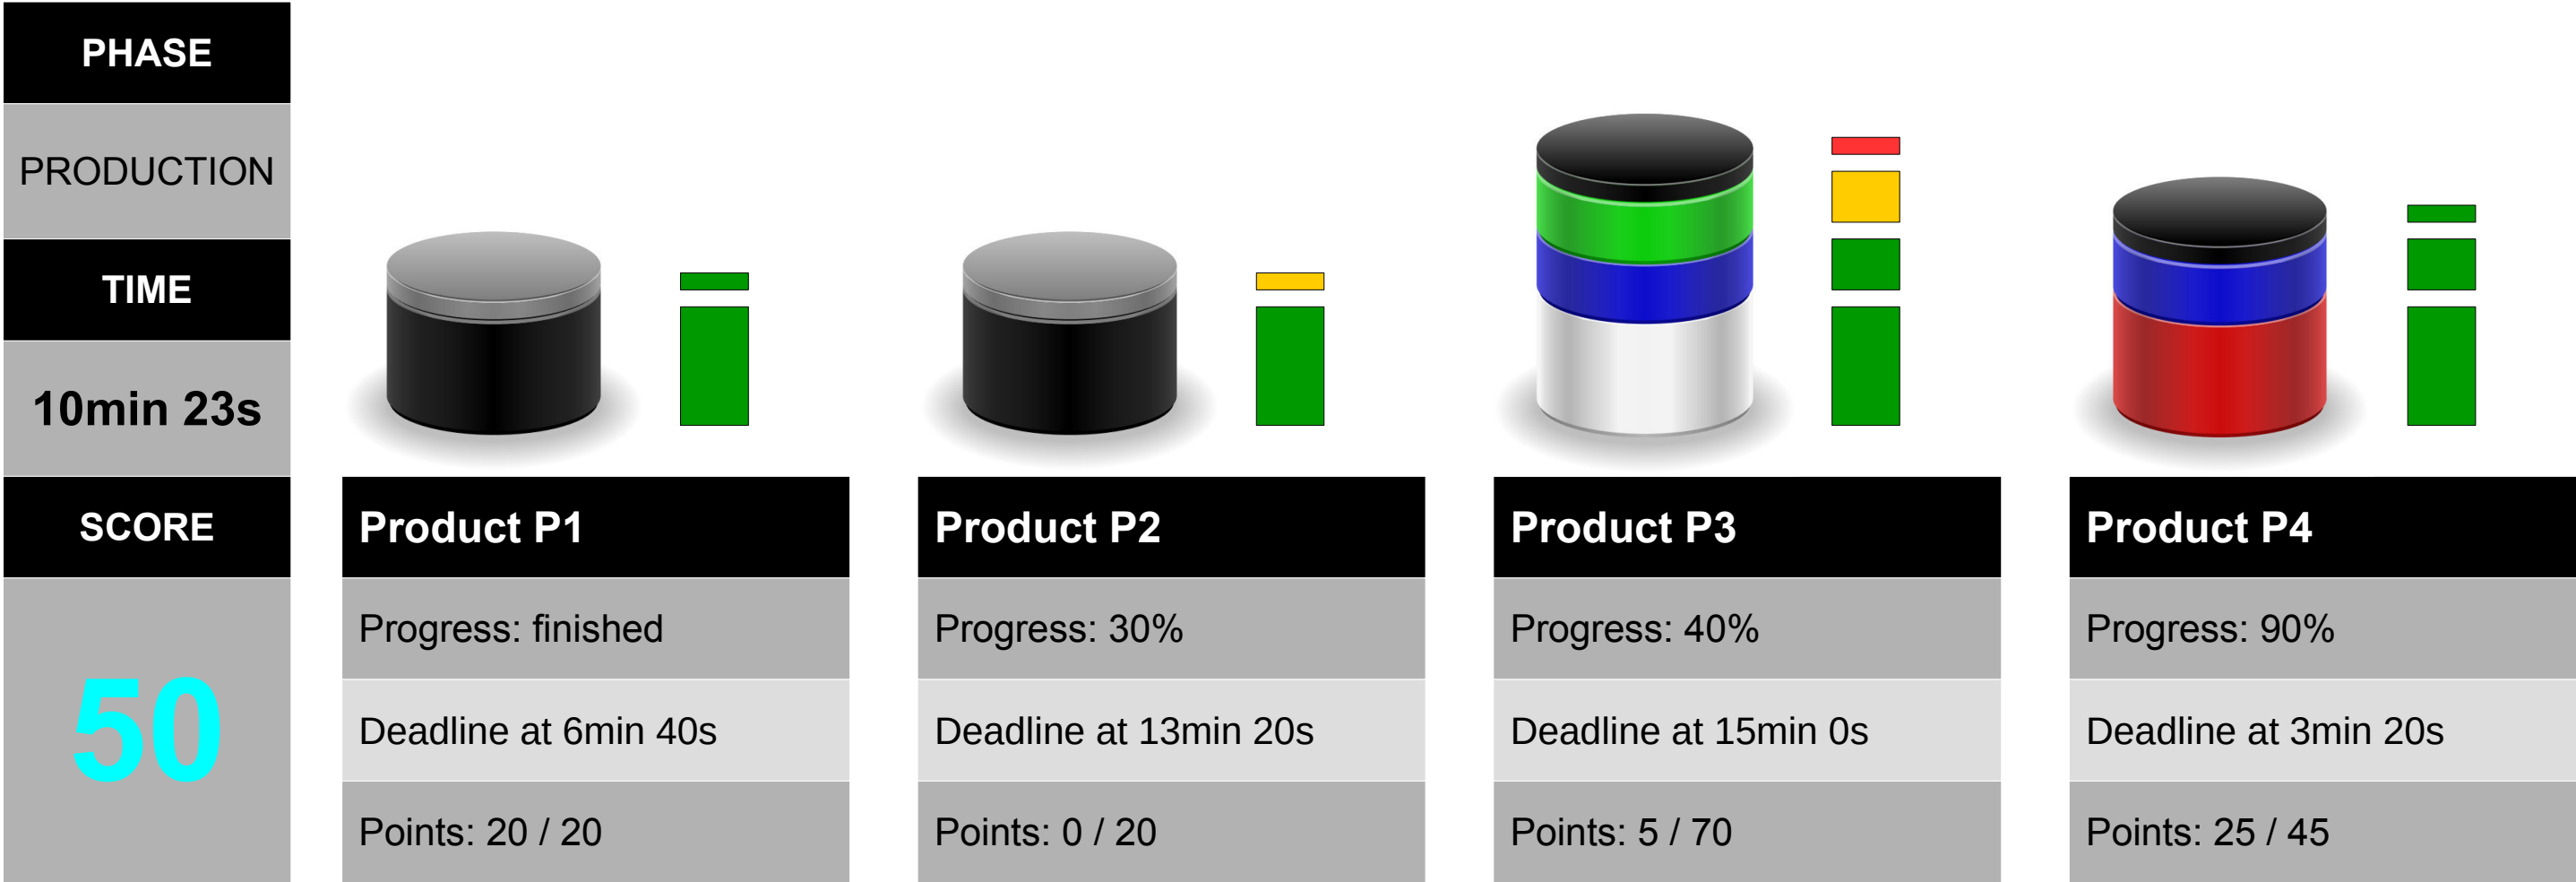 PHASE
PRODUCTION
TIME
10min 23s
SCORE
50
Product P1
Progress: finished
Deadline at 6min 40s
Points: 20 / 20
Product P2
Progress: 30%
Deadline at 13min 20s
Points: 0 / 20
Product P3
Progress: 40%
Deadline at 15min 0s
Points: 5 / 70
Product P4
Progress: 90%
Deadline at 3min 20s
Points: 25 / 45